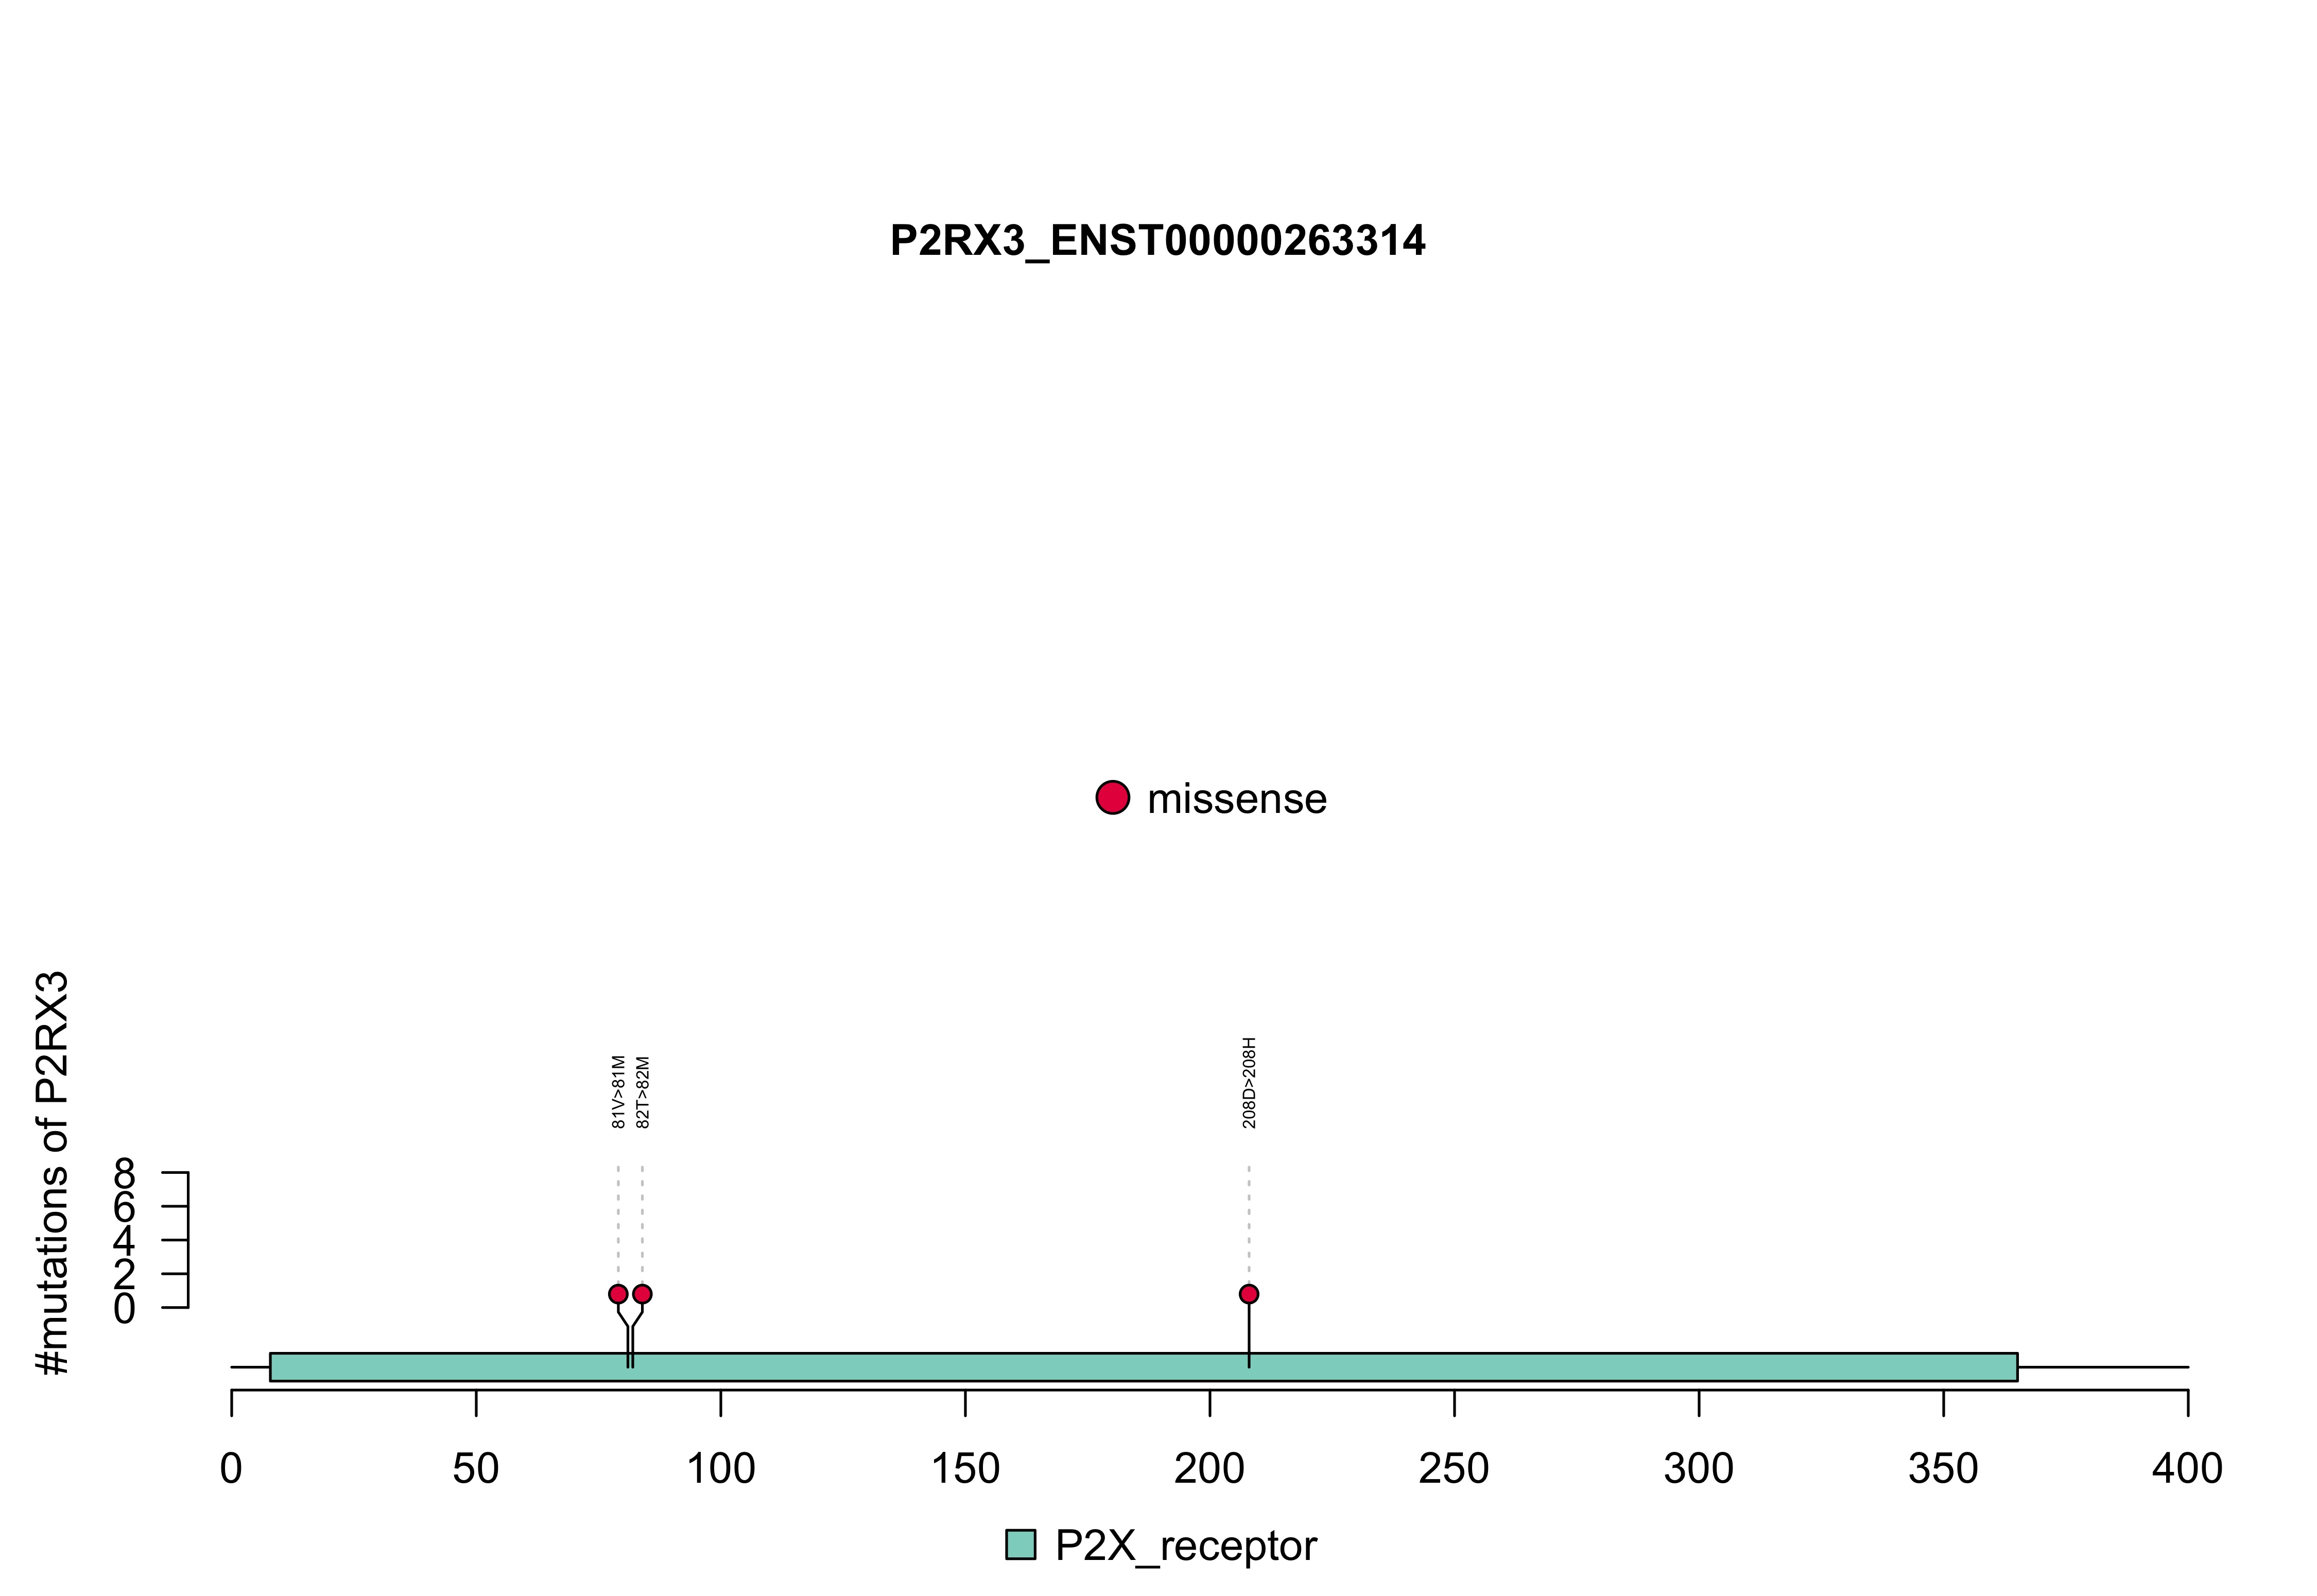 P2RX3_ENST00000263314
missense
#mutations of P2RX3
81V>81M
82T>82M
208D>208H
8
6
4
2
0
0 50 100 150 200 250 300 350 400
P2X_receptor